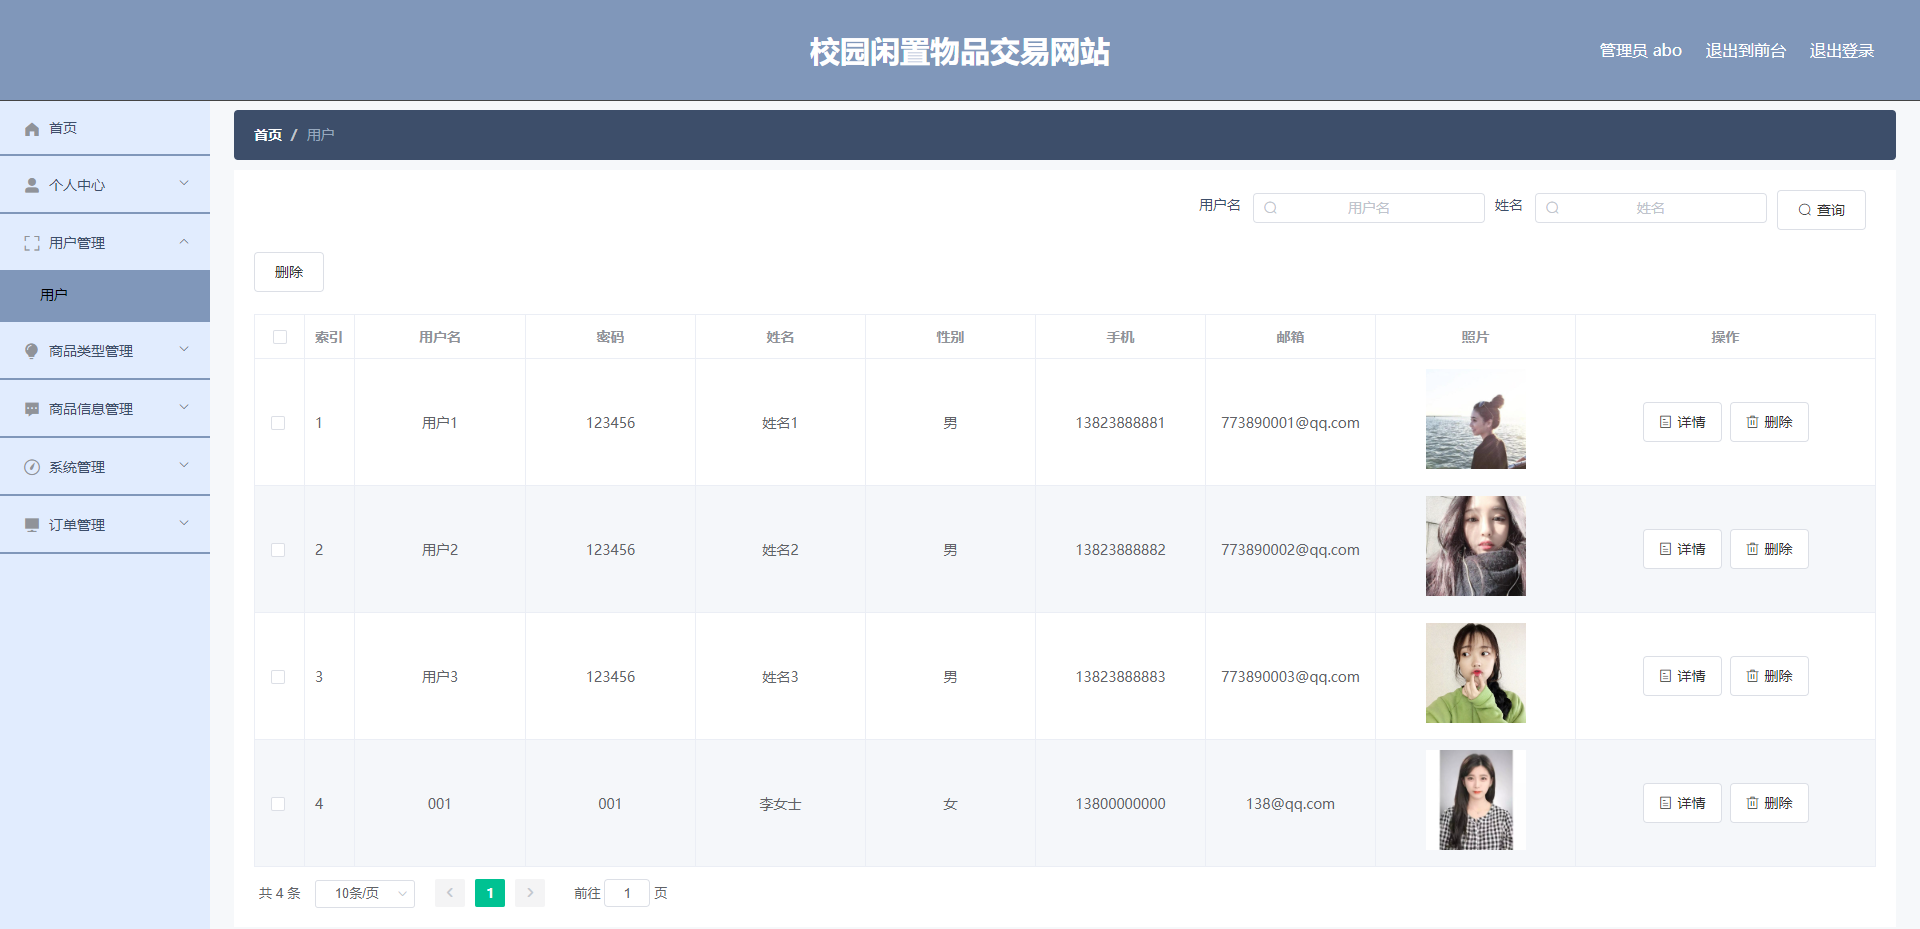 校园闲置物品交易网站
管理员 abo 退出到前台 退出登录
首页
个人中心
用户管理
用户
商品类型管理
商品信息管理
系统管理
订单管理
首页 / 用户
用户名 用户名 姓名 姓名 查询
删除
索引 用户名 密码 姓名 性别 手机 邮箱 照片 操作
1 用户1 123456 姓名1 男 13823888881 773890001@qq.com 详情 删除
2 用户2 123456 姓名2 男 13823888882 773890002@qq.com 详情 删除
3 用户3 123456 姓名3 男 13823888883 773890003@qq.com 详情 删除
4 001 001 李女士 女 13800000000 138@qq.com 详情 删除
共 4 条 10条/页 1 前往 1 页